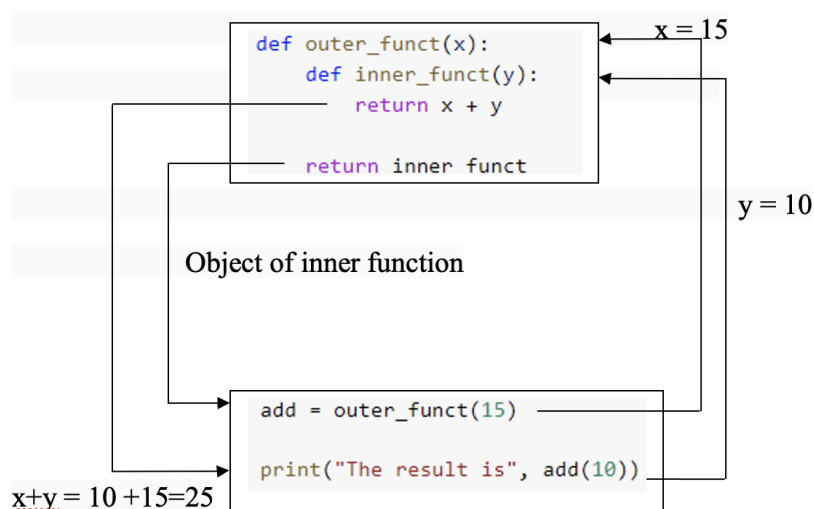 x = 15
def outer_funct(x):
def inner_funct(y):
return x + y
return inner funct
y = 10
Object of inner function
add = outer_funct(15)
print("The result is", add(10))
x+y = 10 +15=25